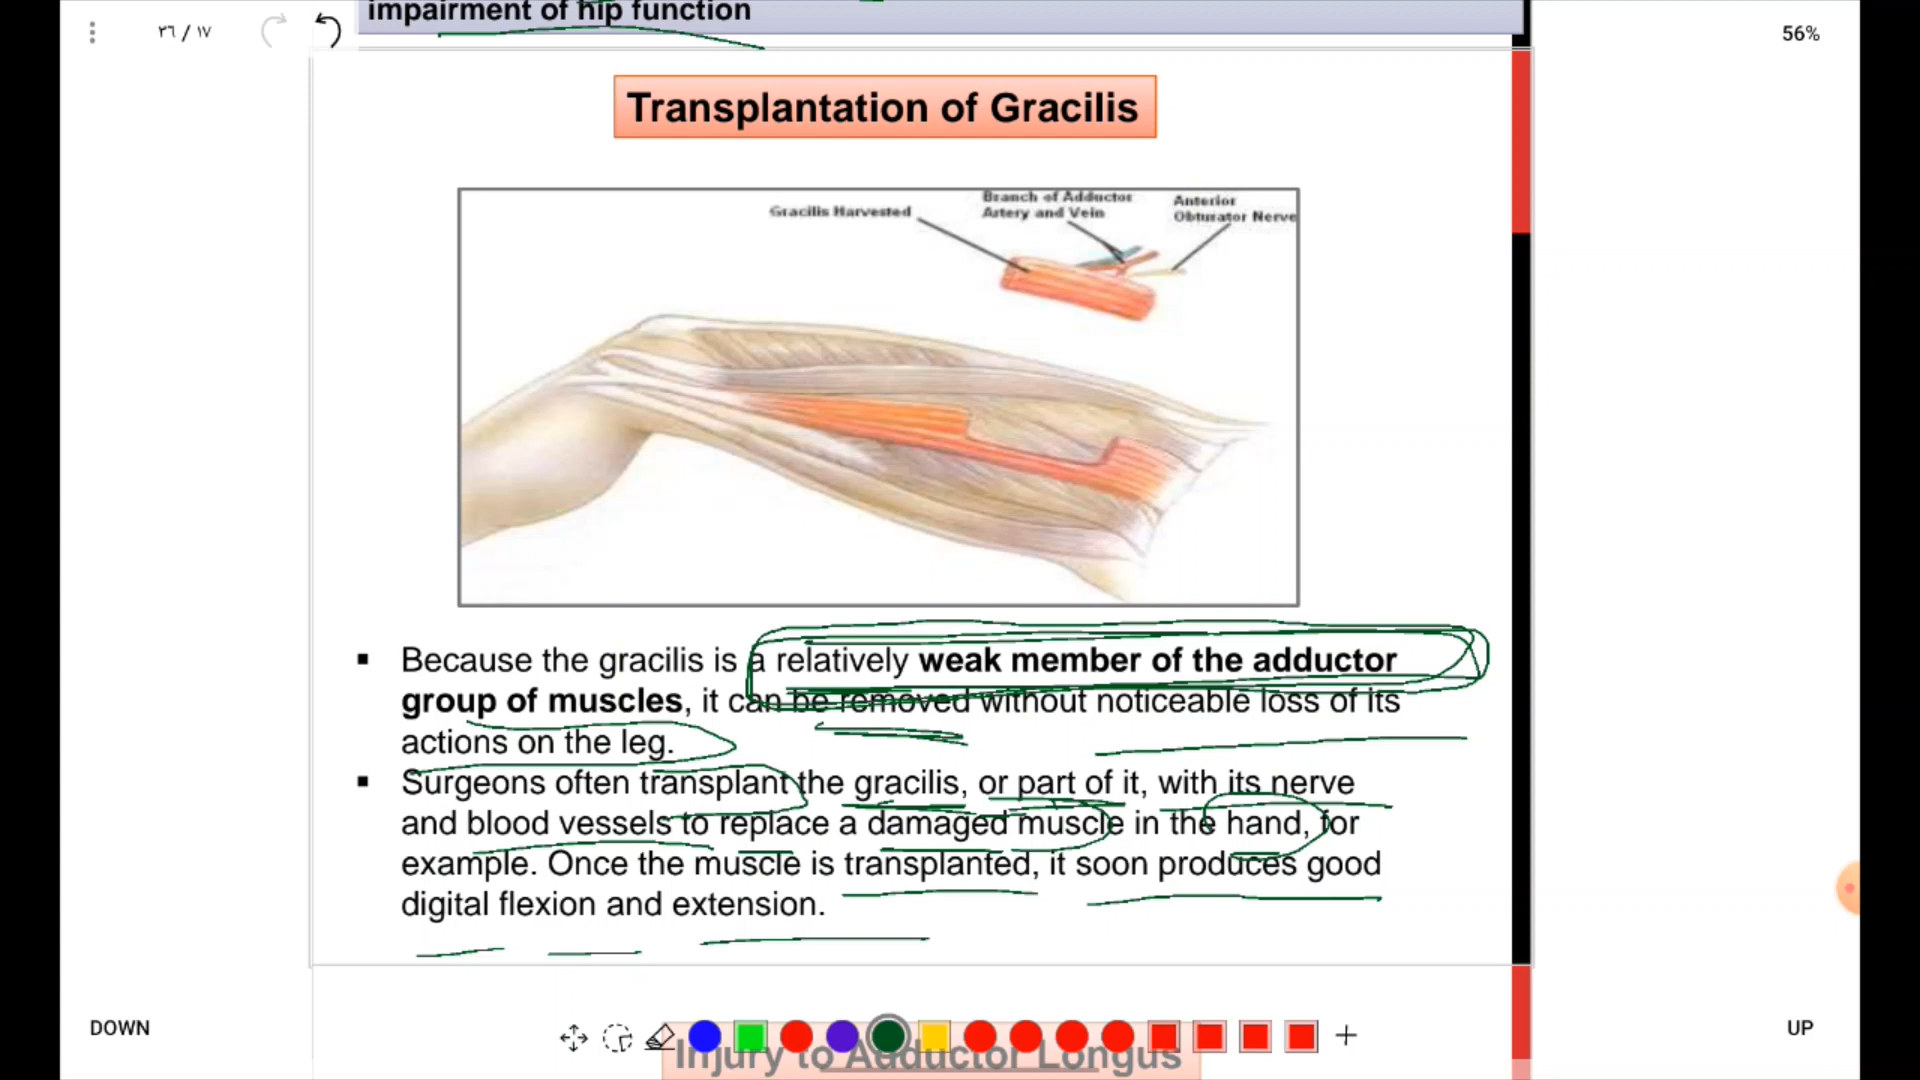 impairment of hip function
٣٦ / ١٧
56%
Transplantation of Gracilis
Gracilis Harvested
Branch of Adductor
Artery and Vein
Anterior
Obturator Nerve
▪ Because the gracilis is a relatively weak member of the adductor
group of muscles, it can be removed without noticeable loss of its
actions on the leg.
▪ Surgeons often transplant the gracilis, or part of it, with its nerve
and blood vessels to replace a damaged muscle in the hand, for
example. Once the muscle is transplanted, it soon produces good
digital flexion and extension.
DOWN
UP
Injury to Adductor Longus